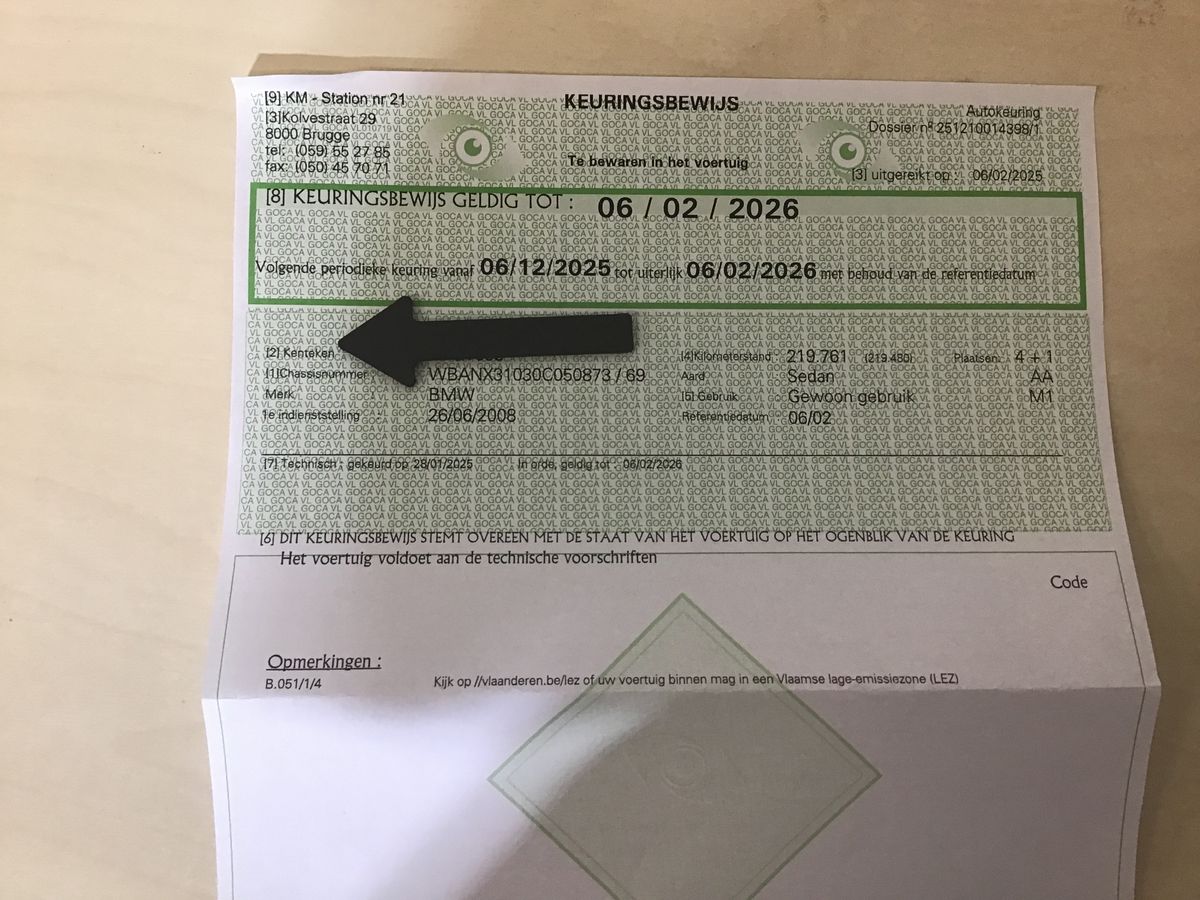 [9] KM - Station nr 21
KEURINGSBEWIJS
Autokeuring
[3]Kolvestraat 29
Dossier nº 251210014398/1
8000 Brugge
tel: (059) 55 27 85
Te bewaren in het voertuig
fax: (050) 45 70 71
[3] uitgereikt op : 06/02/2025
[8] KEURINGSBEWIJS GELDIG TOT : 06 / 02 / 2026
Volgende periodieke keuring vanaf 06/12/2025 tot uiterlijk 06/02/2026 met behoud van de referentiedatum
[2] Kenteken
[4]Kilometerstand : 219.761 (219.480) Plaatsen: 4 + 1
[1]Chassisnummer WBANX31030C050873 / 69
Aard : Sedan AA
Merk : BMW
[5] Gebruik : Gewoon gebruik M1
1e indienststelling : 26/06/2008
Referentiedatum : 06/02
[7] Technisch : gekeurd op 28/01/2025 : In orde, geldig tot : 06/02/2026
[6] DIT KEURINGSBEWIJS STEMT OVEREEN MET DE STAAT VAN HET VOERTUIG OP HET OGENBLIK VAN DE KEURING
Het voertuig voldoet aan de technische voorschriften
Code
Opmerkingen :
B.051/1/4 Kijk op //vlaanderen.be/lez of uw voertuig binnen mag in een Vlaamse lage-emissiezone (LEZ)